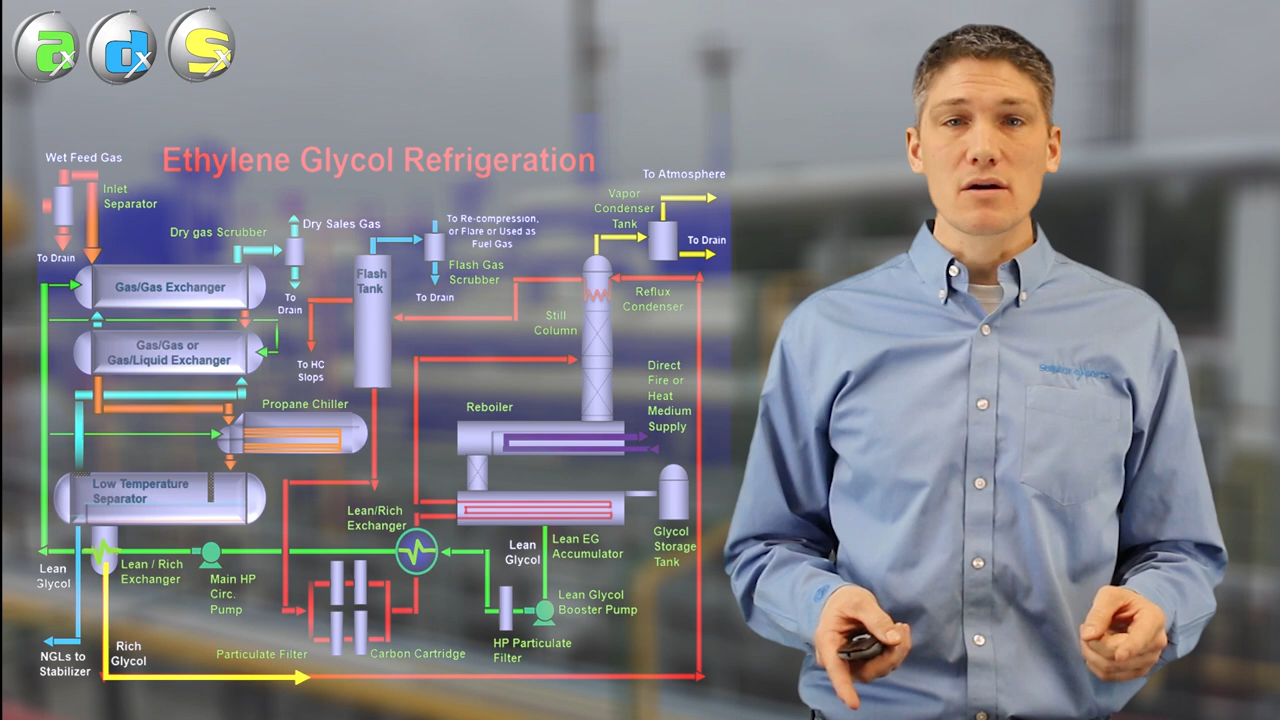 a x
d x
S x
Ethylene Glycol Refrigeration
Wet Feed Gas
Inlet
Separator
To Drain
Dry gas Scrubber
Dry Sales Gas
To
Drain
Gas/Gas Exchanger
Gas/Gas or
Gas/Liquid Exchanger
Propane Chiller
Low Temperature
Separator
Flash
Tank
To HC
Slops
To Re-compression,
or Flare or Used as
Fuel Gas
Flash Gas
Scrubber
To Drain
To Atmosphere
Vapor
Condenser
Tank
To Drain
Reflux
Condenser
Still
Column
Direct
Fire or
Heat
Medium
Supply
Reboiler
Lean/Rich
Exchanger
Lean
Glycol
Lean EG
Accumulator
Glycol
Storage
Tank
Lean
Glycol
Lean / Rich
Exchanger
Main HP
Circ.
Pump
Lean Glycol
Booster Pump
HP Particulate
Filter
Particulate Filter
Carbon Cartridge
NGLs to
Stabilizer
Rich
Glycol